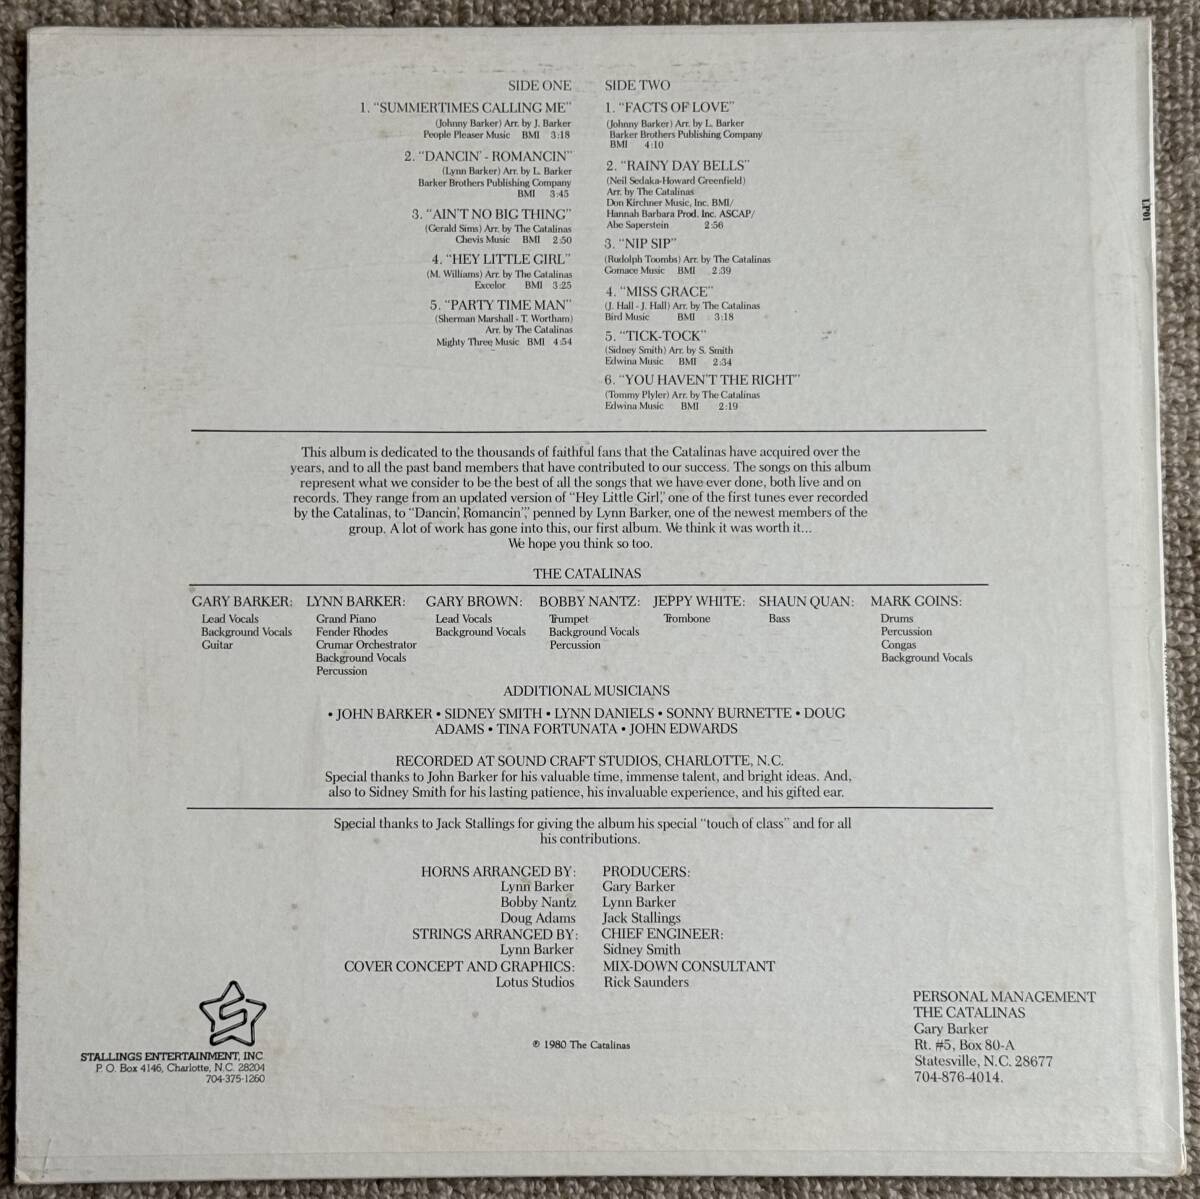 SIDE ONE
1. "SUMMERTIMES CALLING ME"
(Johnny Barker) Arr. by J. Barker
People Pleaser Music BMI 3:18
2. "DANCIN' - ROMANCIN"
(Lynn Barker) Arr. by L. Barker
Barker Brothers Publishing Company
BMI 3:45
3. "AIN'T NO BIG THING"
(Gerald Sims) Arr. by The Catalinas
Chevis Music BMI 2:50
4. "HEY LITTLE GIRL"
(M. Williams) Arr. by The Catalinas
Excelor BMI 3:25
5. "PARTY TIME MAN"
(Sherman Marshall - T. Wortham)
Arr. by The Catalinas
Mighty Three Music BMI 4:54
SIDE TWO
1. "FACTS OF LOVE"
(Johnny Barker) Arr. by L. Barker
Barker Brothers Publishing Company
BMI 4:10
2. "RAINY DAY BELLS"
(Neil Sedaka-Howard Greenfield)
Arr. by The Catalinas
Don Kirchner Music, Inc. BMI/
Hannah Barbara Prod. Inc. ASCAP/
Abe Saperstein 2:56
3. "NIP SIP"
(Rudolph Toombs) Arr. by The Catalinas
Comace Music BMI 2:39
4. "MISS GRACE"
(J. Hall - J. Hall) Arr. by The Catalinas
Bird Music BMI 3:18
5. "TICK-TOCK"
(Sidney Smith) Arr. by S. Smith
Edwina Music BMI 2:34
6. "YOU HAVEN'T THE RIGHT"
(Tommy Plyler) Arr. by The Catalinas
Edwina Music BMI 2:19
LP01
This album is dedicated to the thousands of faithful fans that the Catalinas have acquired over the
years, and to all the past band members that have contributed to our success. The songs on this album
represent what we consider to be the best of all the songs that we have ever done, both live and on
records. They range from an updated version of "Hey Little Girl," one of the first tunes ever recorded
by the Catalinas, to "Dancin', Romancin'," penned by Lynn Barker, one of the newest members of the
group. A lot of work has gone into this, our first album. We think it was worth it...
We hope you think so too.
THE CATALINAS
GARY BARKER:
Lead Vocals
Background Vocals
Guitar
LYNN BARKER:
Grand Piano
Fender Rhodes
Crumar Orchestrator
Background Vocals
Percussion
GARY BROWN:
Lead Vocals
Background Vocals
BOBBY NANTZ:
Trumpet
Background Vocals
Percussion
JEPPY WHITE:
Trombone
SHAUN QUAN:
Bass
MARK GOINS:
Drums
Percussion
Congas
Background Vocals
ADDITIONAL MUSICIANS
• JOHN BARKER • SIDNEY SMITH • LYNN DANIELS • SONNY BURNETTE • DOUG
ADAMS • TINA FORTUNATA • JOHN EDWARDS
RECORDED AT SOUND CRAFT STUDIOS, CHARLOTTE, N.C.
Special thanks to John Barker for his valuable time, immense talent, and bright ideas. And,
also to Sidney Smith for his lasting patience, his invaluable experience, and his gifted ear.
Special thanks to Jack Stallings for giving the album his special "touch of class" and for all
his contributions.
HORNS ARRANGED BY:
Lynn Barker
Bobby Nantz
Doug Adams
STRINGS ARRANGED BY:
Lynn Barker
COVER CONCEPT AND GRAPHICS:
Lotus Studios
PRODUCERS:
Gary Barker
Lynn Barker
Jack Stallings
CHIEF ENGINEER:
Sidney Smith
MIX-DOWN CONSULTANT
Rick Saunders
S
STALLINGS ENTERTAINMENT, INC
P. O. Box 4146, Charlotte, N.C. 28204
704-375-1260
℗ 1980 The Catalinas
PERSONAL MANAGEMENT
THE CATALINAS
Gary Barker
Rt. #5, Box 80-A
Statesville, N.C. 28677
704-876-4014.